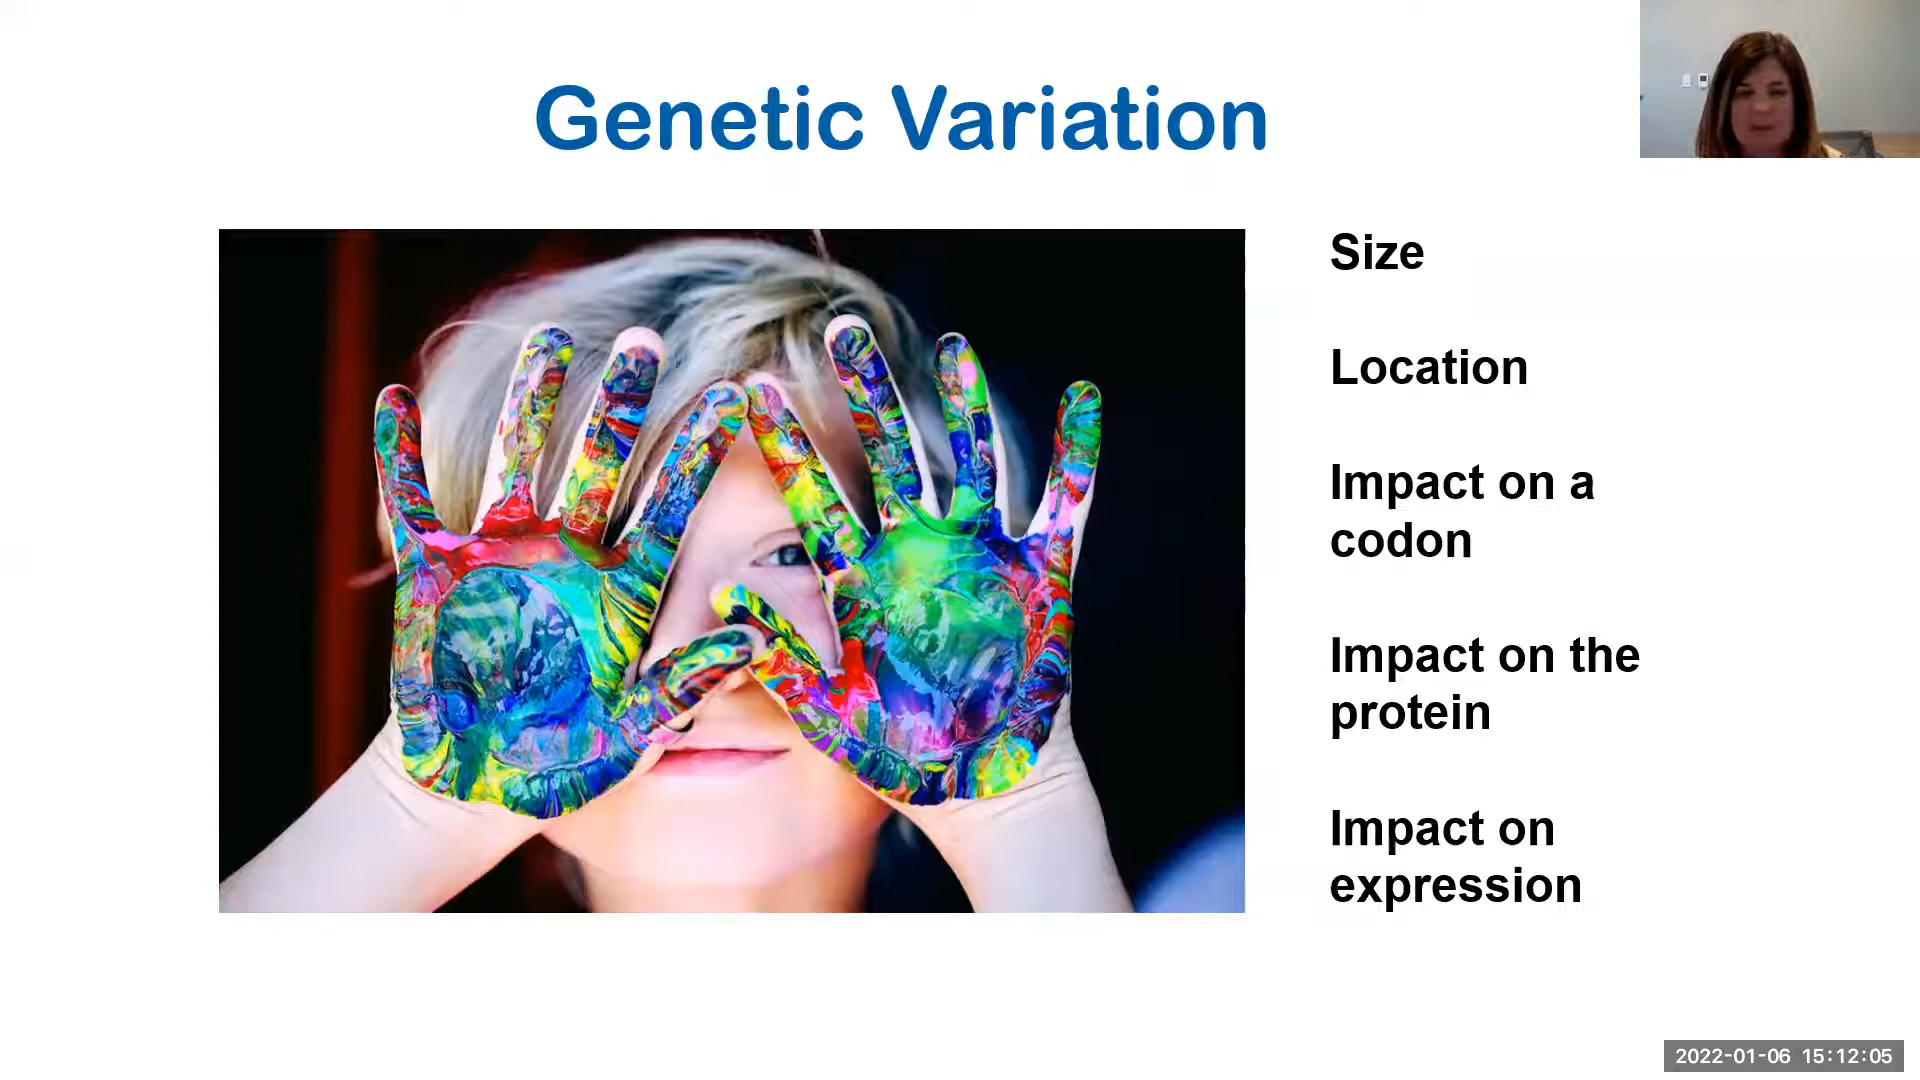 Genetic Variation
Size
Location
Impact on a
codon
Impact on the
protein
Impact on
expression
2022-01-06 15:12:05